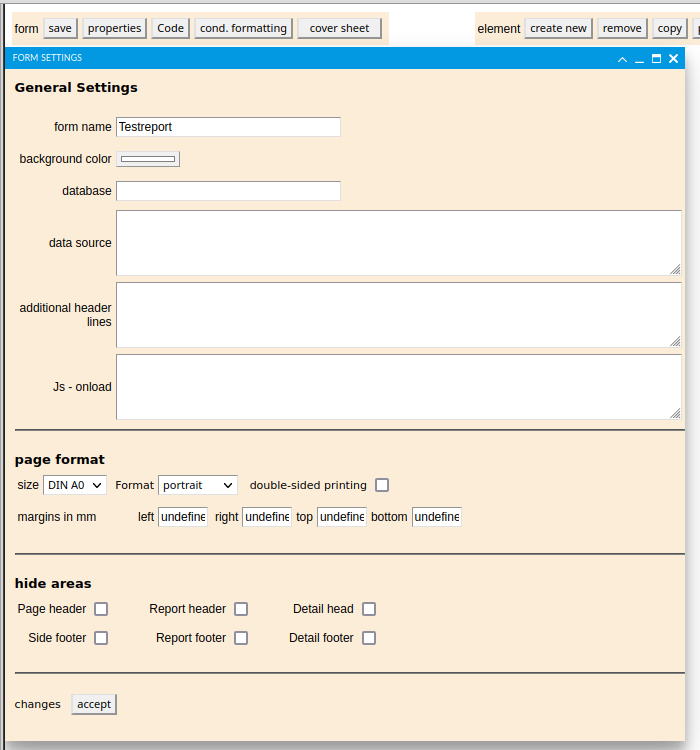 form save properties Code cond. formatting cover sheet element create new remove copy
FORM SETTINGS
General Settings
form name Testreport
background color
database
data source
additional header
lines
Js - onload
page format
size DIN A0 Format portrait double-sided printing
margins in mm left undefine right undefine top undefine bottom undefine
hide areas
Page header Report header Detail head
Side footer Report footer Detail footer
changes accept